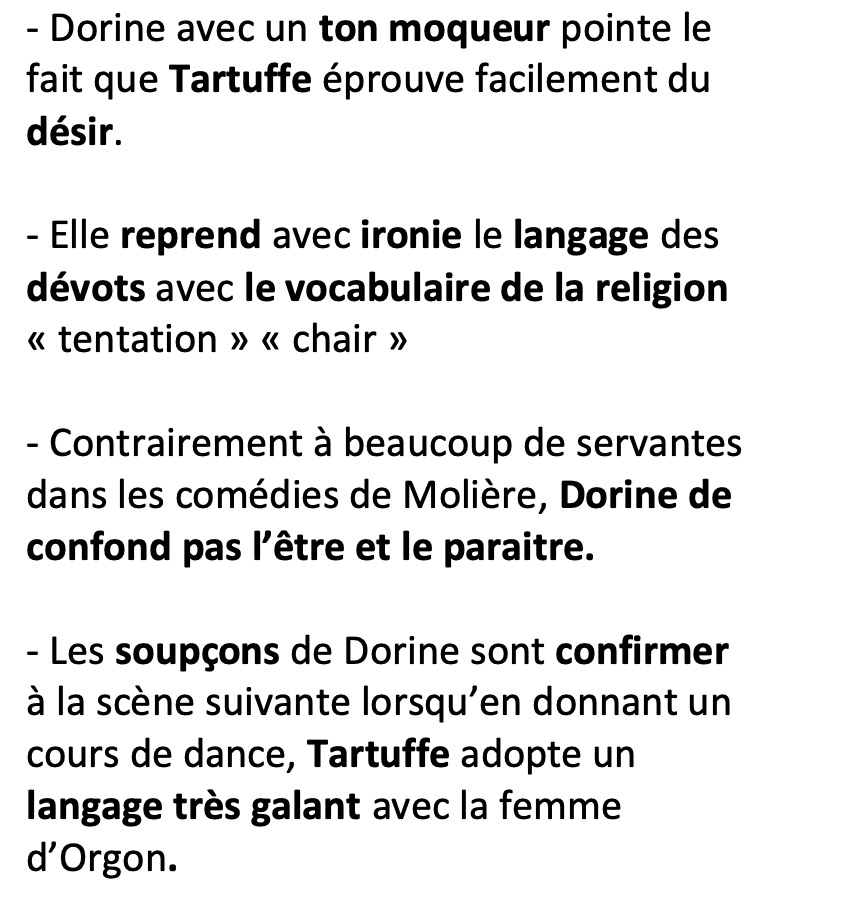 - Dorine avec un ton moqueur pointe le
fait que Tartuffe éprouve facilement du
désir.
- Elle reprend avec ironie le langage des
dévots avec le vocabulaire de la religion
« tentation » « chair »
- Contrairement à beaucoup de servantes
dans les comédies de Molière, Dorine de
confond pas l’être et le paraitre.
- Les soupçons de Dorine sont confirmer
à la scène suivante lorsqu’en donnant un
cours de dance, Tartuffe adopte un
langage très galant avec la femme
d’Orgon.